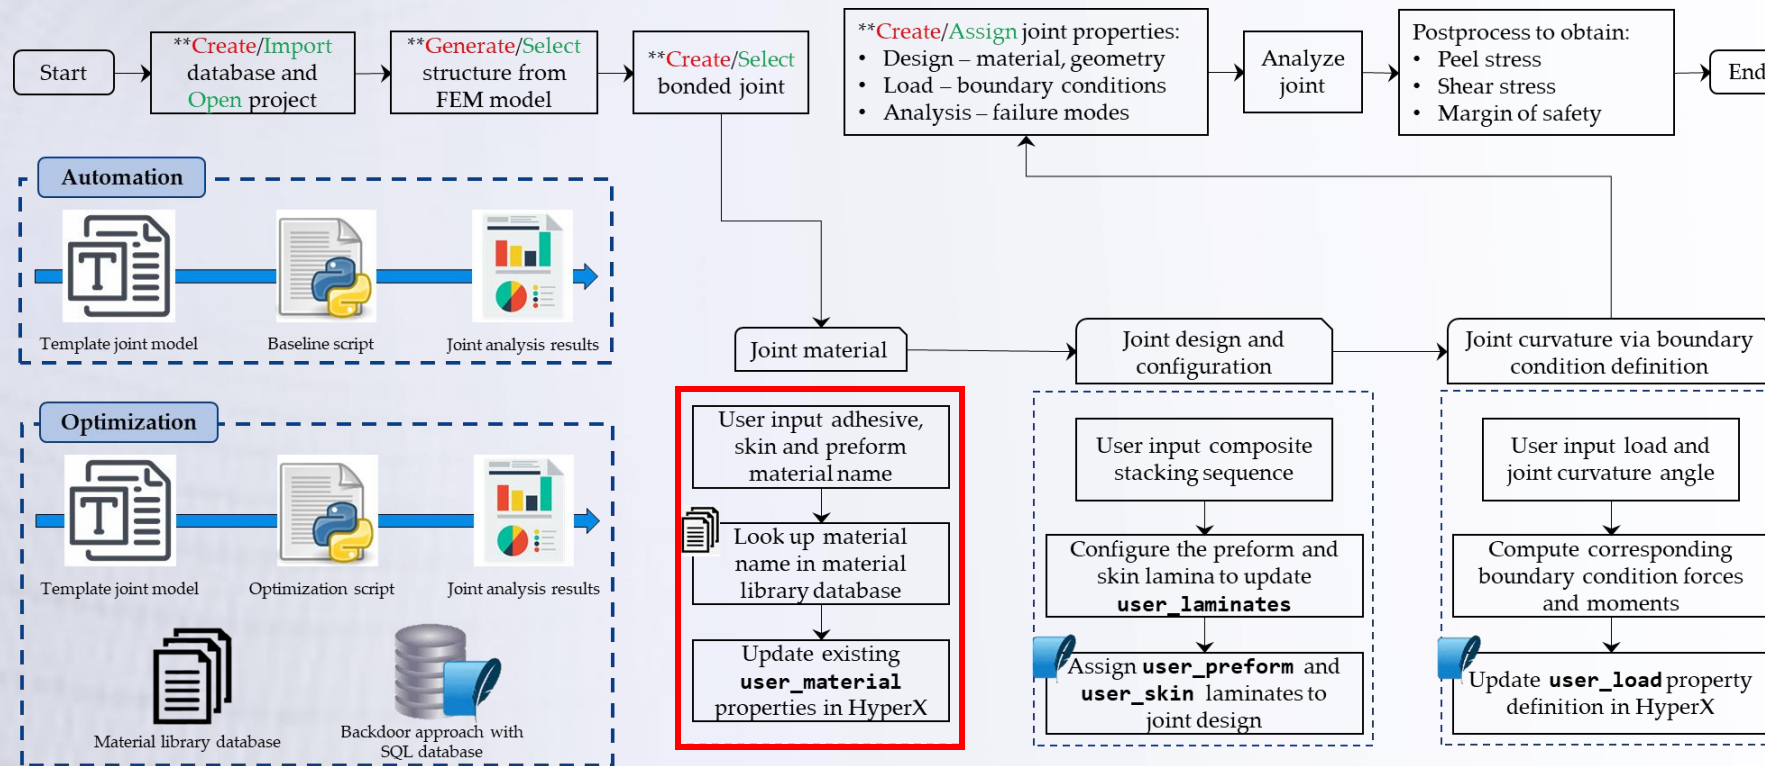 Start
**Create/Import
database and
Open project
**Generate/Select
structure from
FEM model
**Create/Select
bonded joint
**Create/Assign joint properties:
• Design – material, geometry
• Load – boundary conditions
• Analysis – failure modes
Analyze
joint
Postprocess to obtain:
• Peel stress
• Shear stress
• Margin of safety
End
Automation
T
Template joint model
Baseline script
Joint analysis results
Optimization
T
Template joint model
Optimization script
Joint analysis results
Material library database
Backdoor approach with
SQL database
Joint material
User input adhesive,
skin and preform
material name
Look up material
name in material
library database
Update existing
user_material
properties in HyperX
Joint design and
configuration
User input composite
stacking sequence
Configure the preform and
skin lamina to update
user_laminates
Assign user_preform and
user_skin laminates to
joint design
Joint curvature via boundary
condition definition
User input load and
joint curvature angle
Compute corresponding
boundary condition forces
and moments
Update user_load property
definition in HyperX